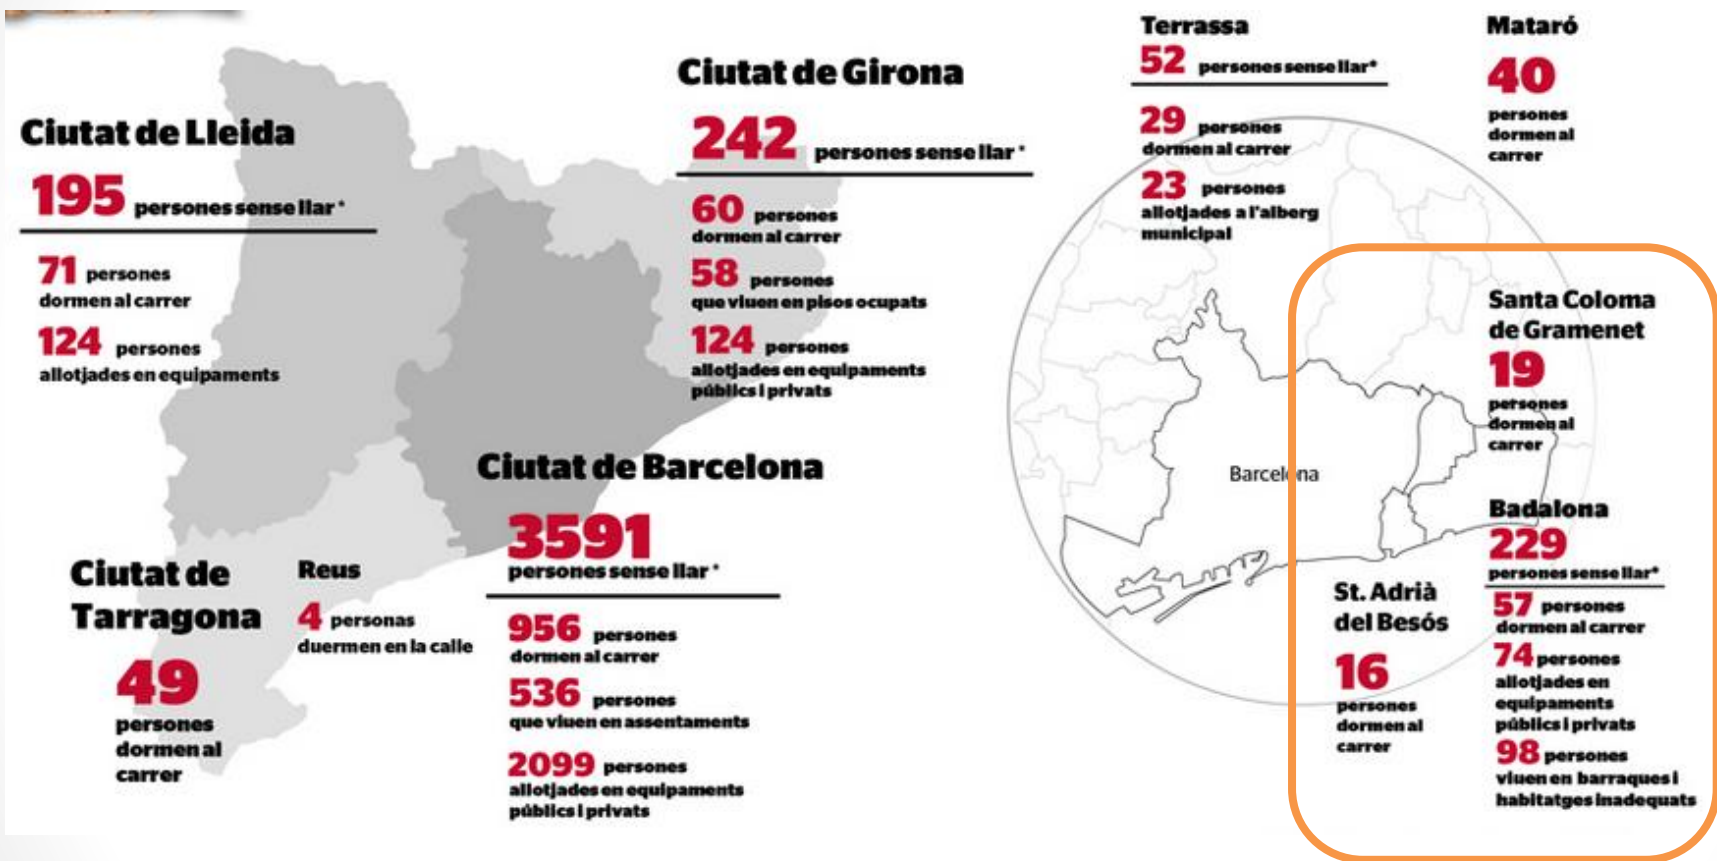 Ciutat de Lleida
195 persones sense llar *
71 persones
dormen al carrer
124 persones
allotjades en equipaments
Ciutat de Girona
242 persones sense llar *
60 persones
dormen al carrer
58 persones
que viuen en pisos ocupats
124 persones
allotjades en equipaments
públics i privats
Ciutat de Barcelona
3591
persones sense llar *
956 persones
dormen al carrer
536 persones
que viuen en assentaments
2099 persones
allotjades en equipaments
públics i privats
Ciutat de
Tarragona
49
persones
dormen al
carrer
Reus
4 personas
duermen en la calle
Terrassa
52 persones sense llar*
29 persones
dormen al carrer
23 persones
allotjades a l'alberg
municipal
Mataró
40
persones
dormen al
carrer
Barcelona
Santa Coloma
de Gramenet
19
persones
dormen al
carrer
St. Adrià
del Besós
16
persones
dormen al
carrer
Badalona
229
persones sense llar*
57 persones
dormen al carrer
74 persones
allotjades en
equipaments
públics i privats
98 persones
viuen en barraques i
habitatges inadequats